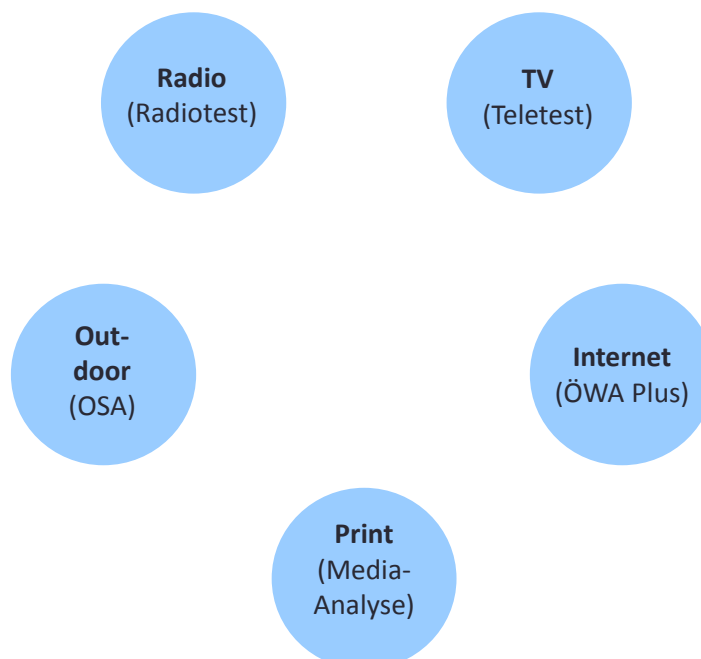 Radio
(Radiotest)
TV
(Teletest)
Out-
door
(OSA)
Internet
(ÖWA Plus)
Print
(Media-
Analyse)